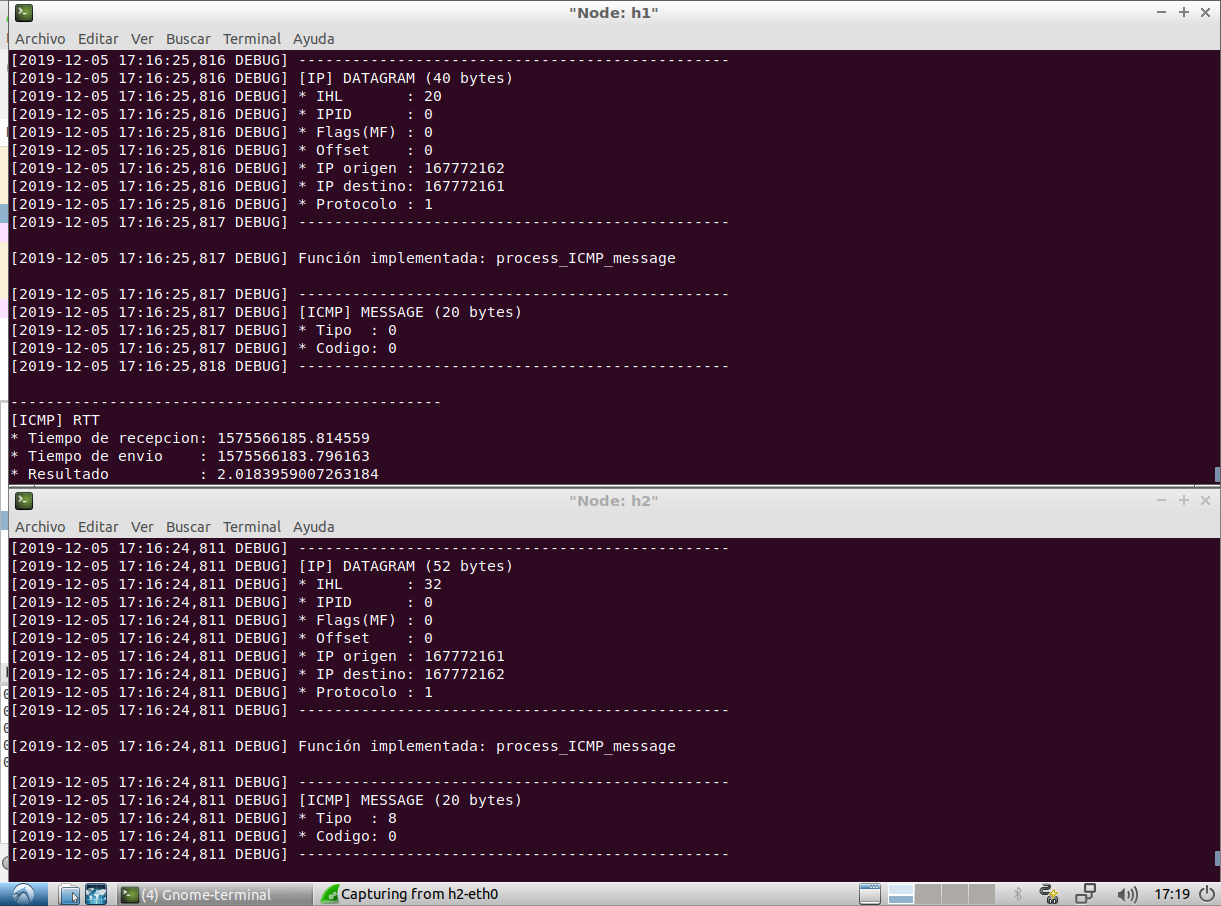 "Node: h1"
Archivo Editar Ver Buscar Terminal Ayuda
[2019-12-05 17:16:25,816 DEBUG] ------------------------------------------------
[2019-12-05 17:16:25,816 DEBUG] [IP] DATAGRAM (40 bytes)
[2019-12-05 17:16:25,816 DEBUG] * IHL       : 20
[2019-12-05 17:16:25,816 DEBUG] * IPID      : 0
[2019-12-05 17:16:25,816 DEBUG] * Flags(MF) : 0
[2019-12-05 17:16:25,816 DEBUG] * Offset    : 0
[2019-12-05 17:16:25,816 DEBUG] * IP origen : 167772162
[2019-12-05 17:16:25,816 DEBUG] * IP destino: 167772161
[2019-12-05 17:16:25,816 DEBUG] * Protocolo : 1
[2019-12-05 17:16:25,817 DEBUG] ------------------------------------------------
[2019-12-05 17:16:25,817 DEBUG] Función implementada: process_ICMP_message
[2019-12-05 17:16:25,817 DEBUG] ------------------------------------------------
[2019-12-05 17:16:25,817 DEBUG] [ICMP] MESSAGE (20 bytes)
[2019-12-05 17:16:25,817 DEBUG] * Tipo  : 0
[2019-12-05 17:16:25,817 DEBUG] * Codigo: 0
[2019-12-05 17:16:25,818 DEBUG] ------------------------------------------------
------------------------------------------------
[ICMP] RTT
* Tiempo de recepcion: 1575566185.814559
* Tiempo de envio    : 1575566183.796163
* Resultado          : 2.0183959007263184
"Node: h2"
Archivo Editar Ver Buscar Terminal Ayuda
[2019-12-05 17:16:24,811 DEBUG] ------------------------------------------------
[2019-12-05 17:16:24,811 DEBUG] [IP] DATAGRAM (52 bytes)
[2019-12-05 17:16:24,811 DEBUG] * IHL       : 32
[2019-12-05 17:16:24,811 DEBUG] * IPID      : 0
[2019-12-05 17:16:24,811 DEBUG] * Flags(MF) : 0
[2019-12-05 17:16:24,811 DEBUG] * Offset    : 0
[2019-12-05 17:16:24,811 DEBUG] * IP origen : 167772161
[2019-12-05 17:16:24,811 DEBUG] * IP destino: 167772162
[2019-12-05 17:16:24,811 DEBUG] * Protocolo : 1
[2019-12-05 17:16:24,811 DEBUG] ------------------------------------------------
[2019-12-05 17:16:24,811 DEBUG] Función implementada: process_ICMP_message
[2019-12-05 17:16:24,811 DEBUG] ------------------------------------------------
[2019-12-05 17:16:24,811 DEBUG] [ICMP] MESSAGE (20 bytes)
[2019-12-05 17:16:24,811 DEBUG] * Tipo  : 8
[2019-12-05 17:16:24,811 DEBUG] * Codigo: 0
[2019-12-05 17:16:24,811 DEBUG] ------------------------------------------------
(4) Gnome-terminal Capturing from h2-eth0 17:19